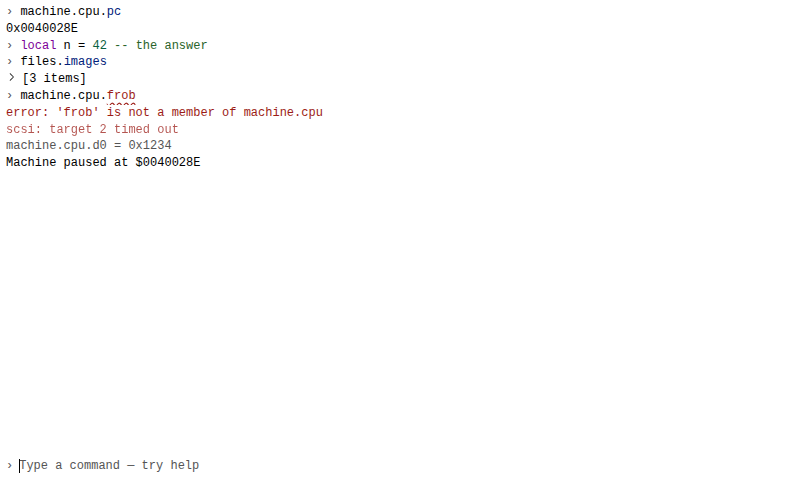 › machine.cpu.pc
0x0040028E
› local n = 42 -- the answer
› files.images
> [3 items]
› machine.cpu.frob
error: 'frob' is not a member of machine.cpu
scsi: target 2 timed out
machine.cpu.d0 = 0x1234
Machine paused at $0040028E
› Type a command — try help